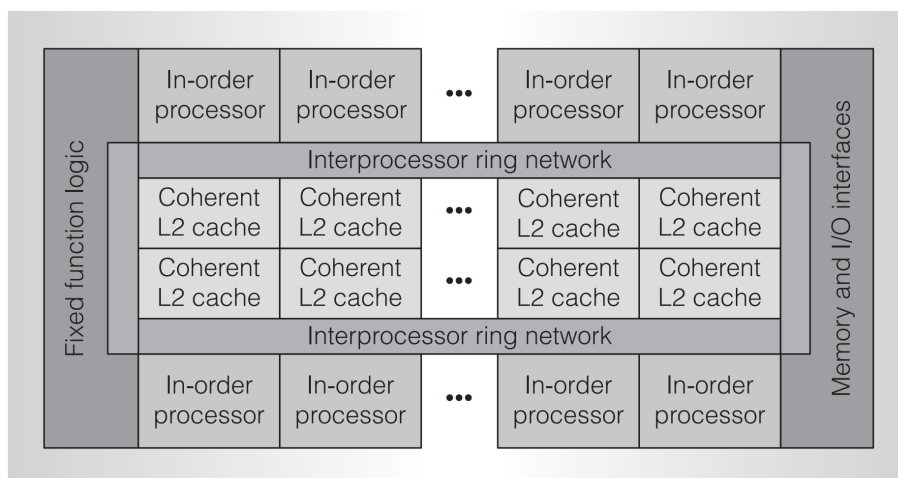 Fixed function logic
In-order
processor
In-order
processor
•••
In-order
processor
In-order
processor
Interprocessor ring network
Coherent
L2 cache
Coherent
L2 cache
•••
Coherent
L2 cache
Coherent
L2 cache
Coherent
L2 cache
Coherent
L2 cache
•••
Coherent
L2 cache
Coherent
L2 cache
Interprocessor ring network
In-order
processor
In-order
processor
•••
In-order
processor
In-order
processor
Memory and I/O interfaces